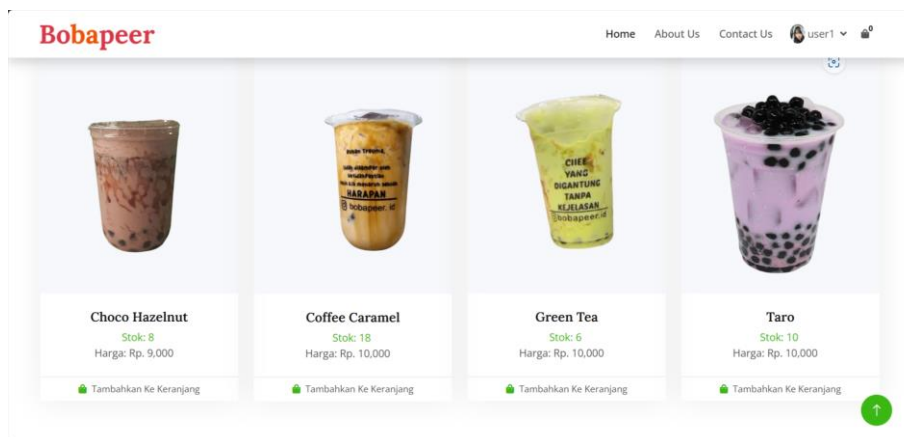 Bobapeer
Home About Us Contact Us user1 0
HARAPAN
bobapeer.id
CHEE
YANG
DIGANTUNG
TANPA
KEJELASAN
bobapeer.id
Choco Hazelnut
Stok: 8
Harga: Rp. 9,000
Tambahkan Ke Keranjang
Coffee Caramel
Stok: 18
Harga: Rp. 10,000
Tambahkan Ke Keranjang
Green Tea
Stok: 6
Harga: Rp. 10,000
Tambahkan Ke Keranjang
Taro
Stok: 10
Harga: Rp. 10,000
Tambahkan Ke Keranjang